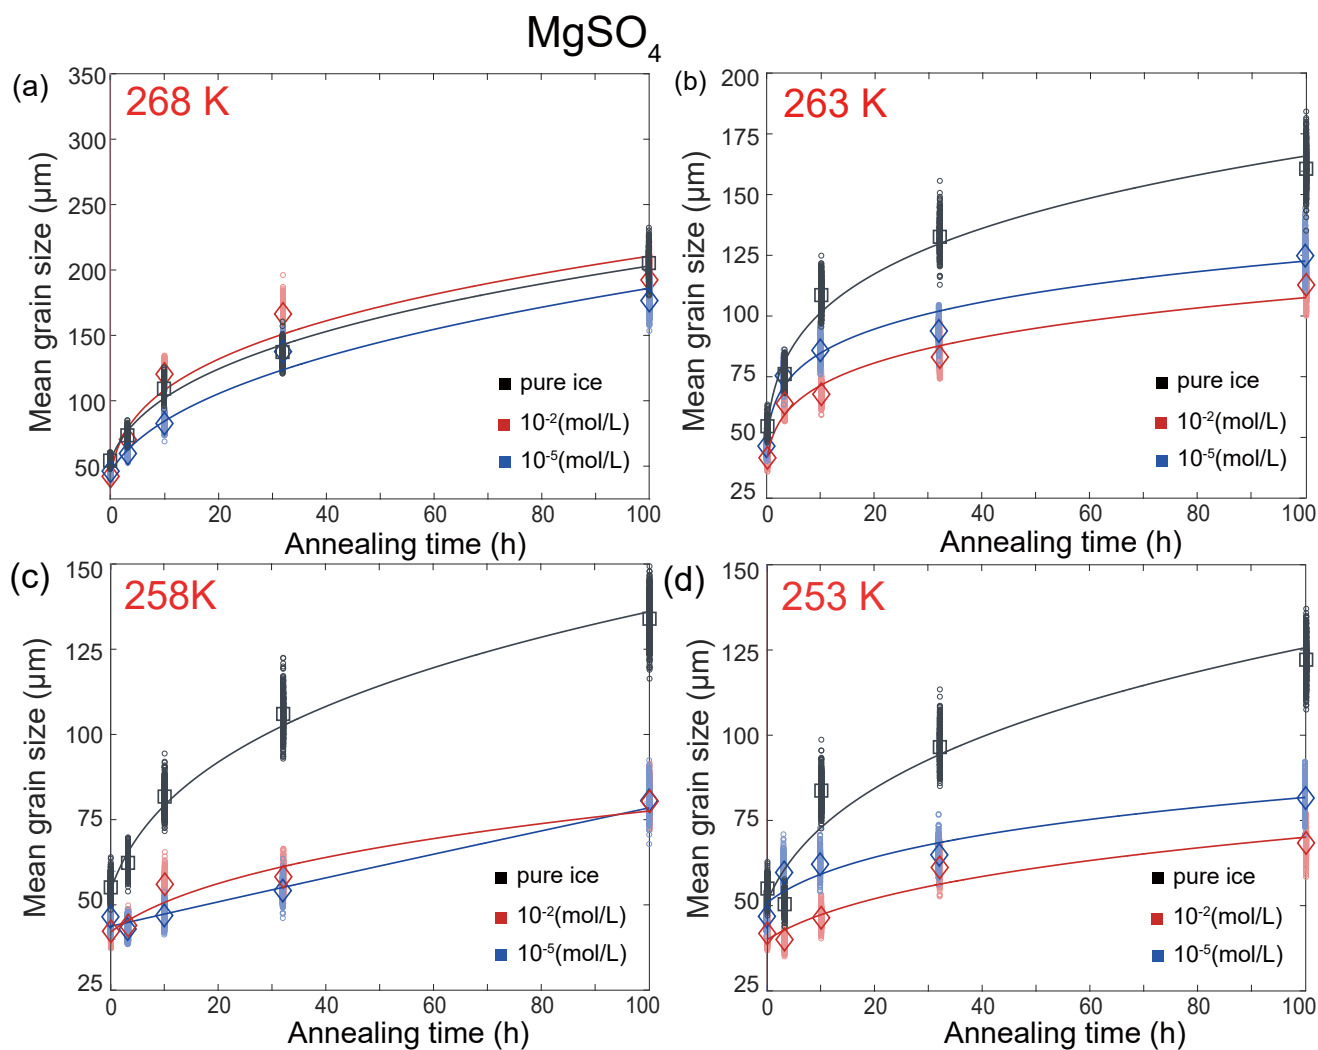 MgSO4
(a)
268 K
350
300
250
200
150
100
50
0
20
40
60
80
100
Mean grain size (μm)
Annealing time (h)
pure ice
10-2(mol/L)
10-5(mol/L)
(b)
263 K
200
175
150
125
100
75
50
25
0
20
40
60
80
100
Mean grain size (μm)
Annealing time (h)
pure ice
10-2(mol/L)
10-5(mol/L)
(c)
258K
150
125
100
75
50
25
0
20
40
60
80
100
Mean grain size (μm)
Annealing time (h)
pure ice
10-2(mol/L)
10-5(mol/L)
(d)
253 K
150
125
100
75
50
25
0
20
40
60
80
100
Mean grain size (μm)
Annealing time (h)
pure ice
10-2(mol/L)
10-5(mol/L)